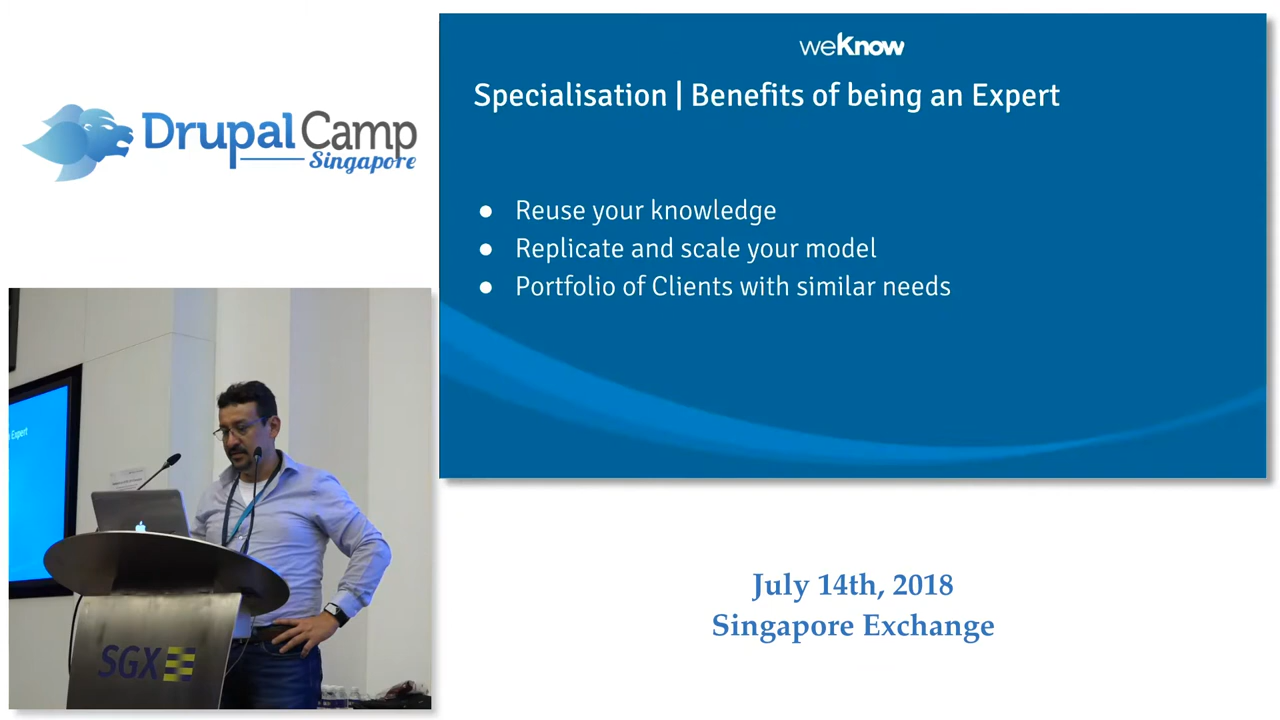 weKnow
Specialisation | Benefits of being an Expert
● Reuse your knowledge
● Replicate and scale your model
● Portfolio of Clients with similar needs
Drupal Camp
Singapore
Expert
SGX
July 14th, 2018
Singapore Exchange